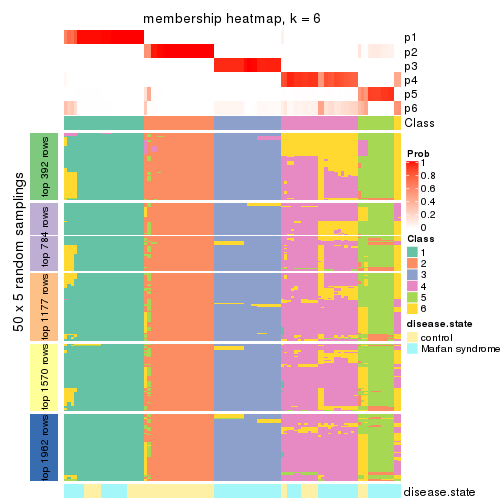 membership heatmap, k = 6
p1
p2
p3
p4
p5
p6
Class
50 x 5 random samplings
top 392 rows
top 784 rows
top 1177 rows
top 1570 rows
top 1962 rows
disease.state
Prob
1
0.8
0.6
0.4
0.2
0
Class
1
2
3
4
5
6
disease.state
control
Marfan syndrome